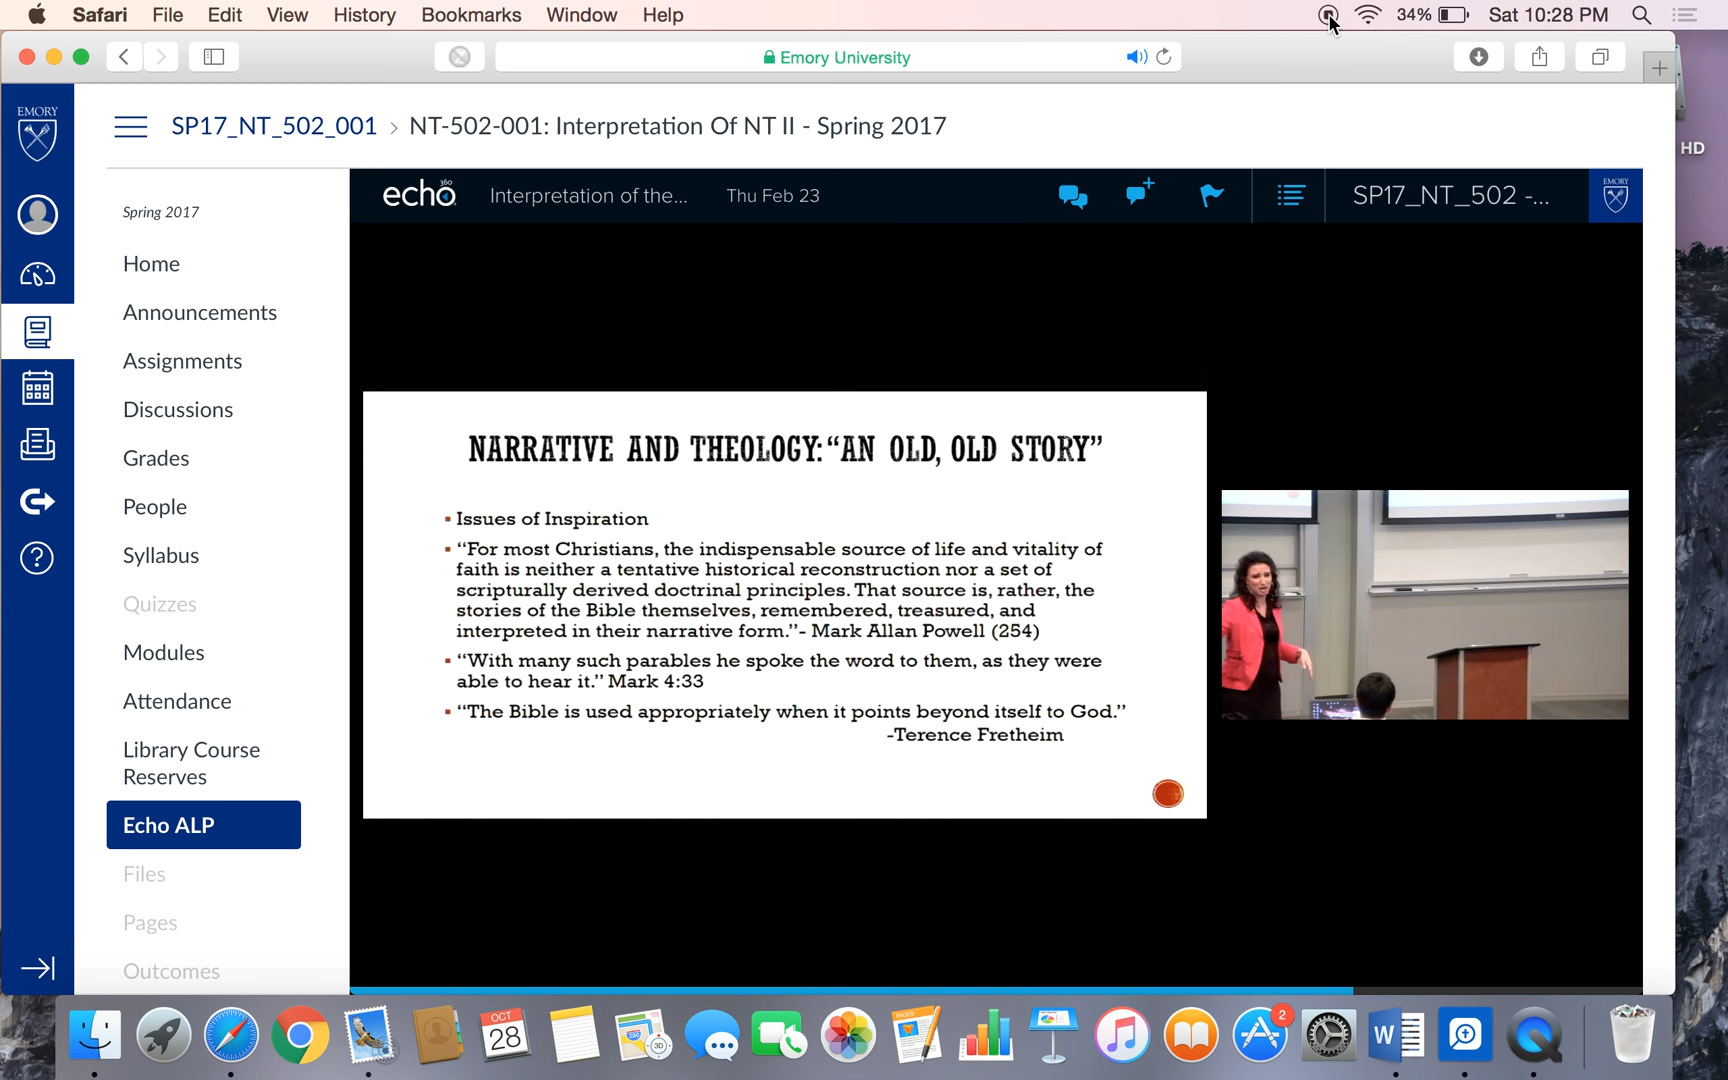 Safari File Edit View History Bookmarks Window Help 34% Sat 10:28 PM
Emory University
HD
EMORY
SP17_NT_502_001 › NT-502-001: Interpretation Of NT II - Spring 2017
echo 360 Interpretation of the... Thu Feb 23 SP17_NT_502 -... EMORY
Spring 2017
Home
Announcements
Assignments
Discussions
Grades
People
Syllabus
Quizzes
Modules
Attendance
Library Course
Reserves
Echo ALP
Files
Pages
Outcomes
NARRATIVE AND THEOLOGY: “AN OLD, OLD STORY”
▪ Issues of Inspiration
▪ “For most Christians, the indispensable source of life and vitality of
faith is neither a tentative historical reconstruction nor a set of
scripturally derived doctrinal principles. That source is, rather, the
stories of the Bible themselves, remembered, treasured, and
interpreted in their narrative form.”- Mark Allan Powell (254)
▪ “With many such parables he spoke the word to them, as they were
able to hear it.” Mark 4:33
▪ “The Bible is used appropriately when it points beyond itself to God.”
-Terence Fretheim
OCT
28
3D
PAGES
2
W